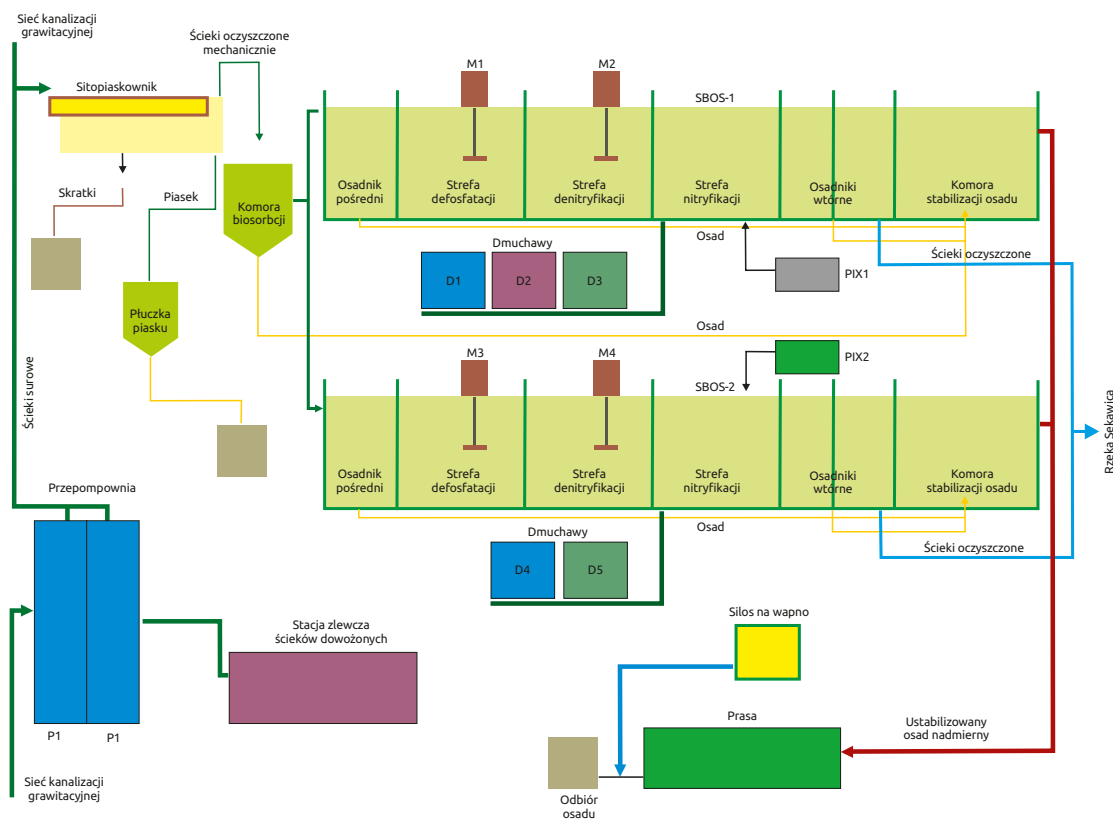 Sieć kanalizacji
grawitacyjnej
Ścieki oczyszczone
mechanicznie
Sitopiaskownik
Skratki
Piasek
Komora
biosorbcji
Płuczka
piasku
Ścieki surowe
M1
M2
SBOS-1
Osadnik
pośredni
Strefa
defosfatacji
Strefa
denitryfikacji
Strefa
nitryfikacji
Osadniki
wtórne
Komora
stabilizacji osadu
Osad
Dmuchawy
D1
D2
D3
PIX1
Ścieki oczyszczone
Osad
PIX2
M3
M4
SBOS-2
Osadnik
pośredni
Strefa
defosfatacji
Strefa
denitryfikacji
Strefa
nitryfikacji
Osadniki
wtórne
Komora
stabilizacji osadu
Osad
Dmuchawy
D4
D5
Ścieki oczyszczone
Rzeka Sękawica
Przepompownia
P1
P1
Sieć kanalizacji
grawitacyjnej
Stacja zlewcza
ścieków dowożonych
Silos na wapno
Prasa
Ustabilizowany
osad nadmierny
Odbiór
osadu